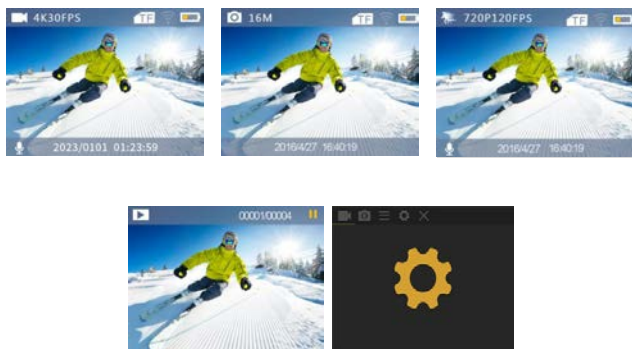 4K30FPS TF
2023/0101 01:23:59
16M TF
2016/4/27 16:40:19
720P120FPS TF
2016/4/27 16:40:19
00001/00004